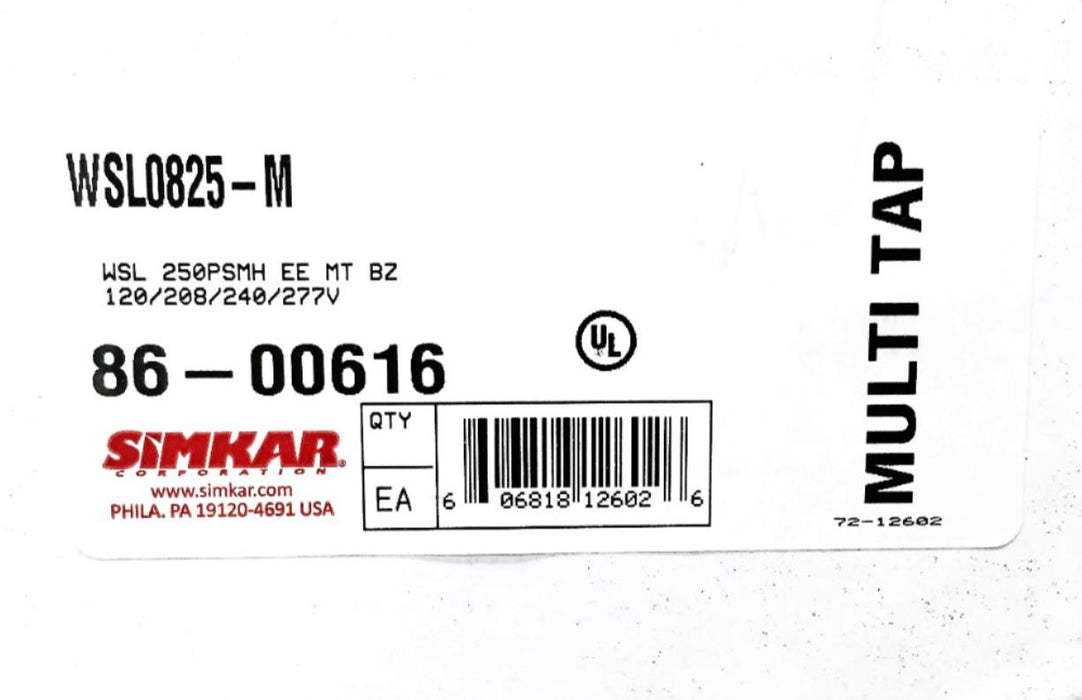 WSL0825-M
WSL 250PSMH EE MT BZ
120/208/240/277V
86-00616
UL
SIMKAR
CORPORATION
www.simkar.com
PHILA. PA 19120-4691 USA
QTY
EA
6 06818 12602 6
MULTI TAP
72-12602